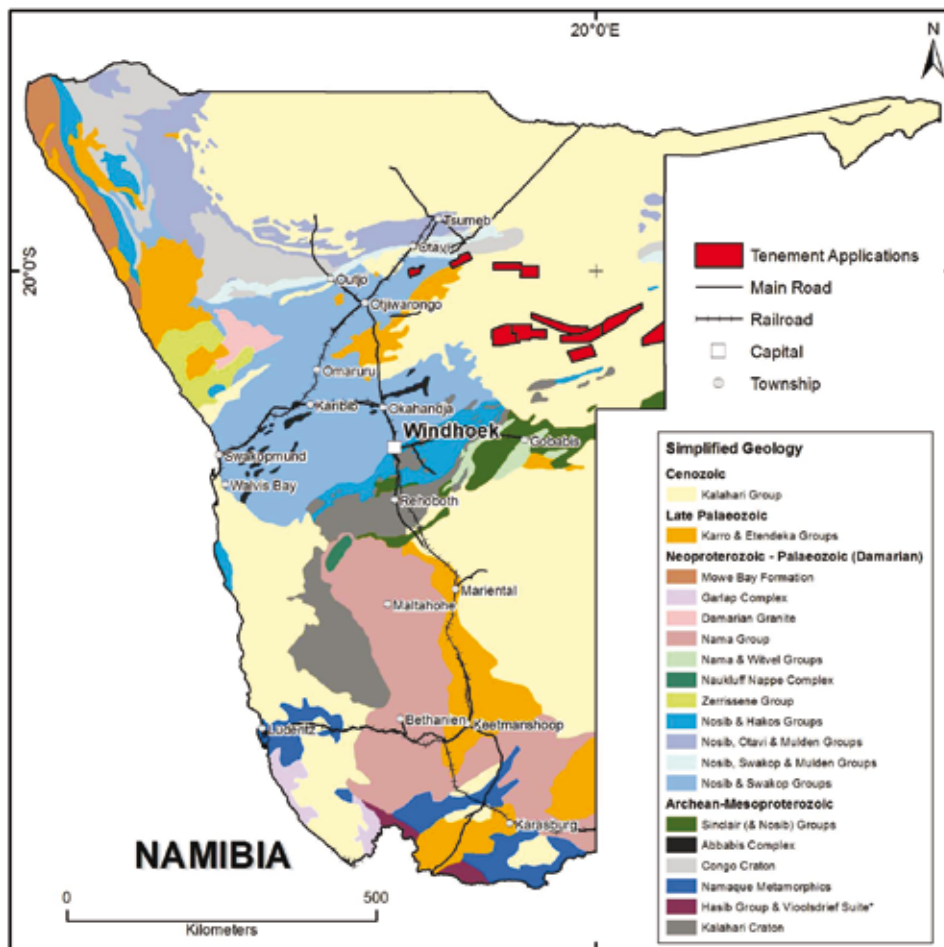 20°0'E
N
20°0'S
Tsumeb
Otavi
Outjo
Otjiwarongo
Omaruru
Karibib
Okahandja
Windhoek
Gobabis
Swakopmund
Walvis Bay
Rehoboth
Mariental
Maltahohe
Bethanien
Keetmanshoop
Luderitz
Karasburg
NAMIBIA
0
500
Kilometers
Tenement Applications
Main Road
Railroad
Capital
Township
Simplified Geology
Cenozoic
Kalahari Group
Late Palaeozoic
Karro & Etendeka Groups
Neoproterozoic - Palaeozoic (Damarian)
Mowe Bay Formation
Garlap Complex
Damarian Granite
Nama Group
Nama & Witvel Groups
Naukluff Nappe Complex
Zerrissene Group
Nosib & Hakos Groups
Nosib, Otavi & Mulden Groups
Nosib, Swakop & Mulden Groups
Nosib & Swakop Groups
Archean-Mesoproterozoic
Sinclair (& Nosib) Groups
Abbabis Complex
Congo Craton
Namaque Metamorphics
Hasib Group & Vioolsdrief Suite*
Kalahari Craton